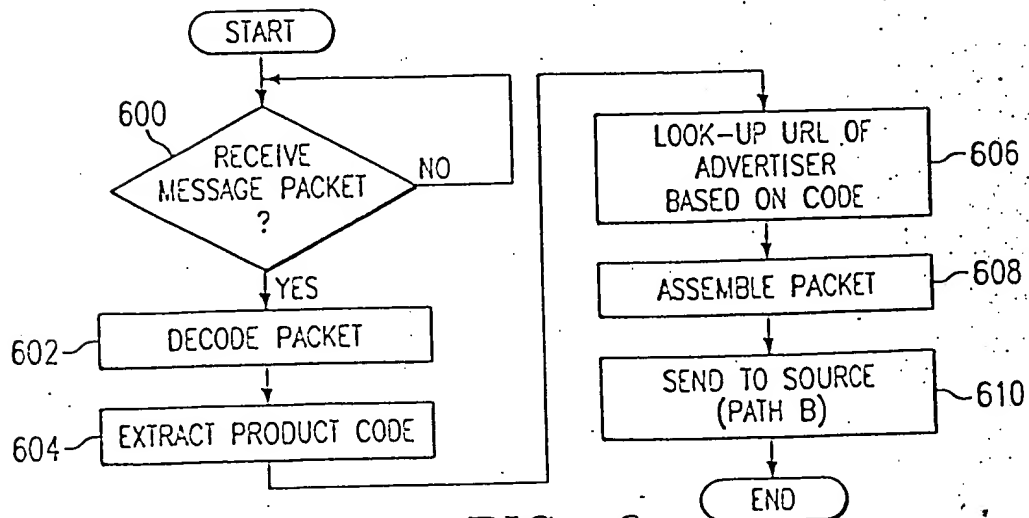 START
600
RECEIVE
MESSAGE PACKET
?
NO
YES
602
DECODE PACKET
604
EXTRACT PRODUCT CODE
LOOK-UP URL OF
ADVERTISER
BASED ON CODE
606
ASSEMBLE PACKET
608
SEND TO SOURCE
(PATH B)
610
END